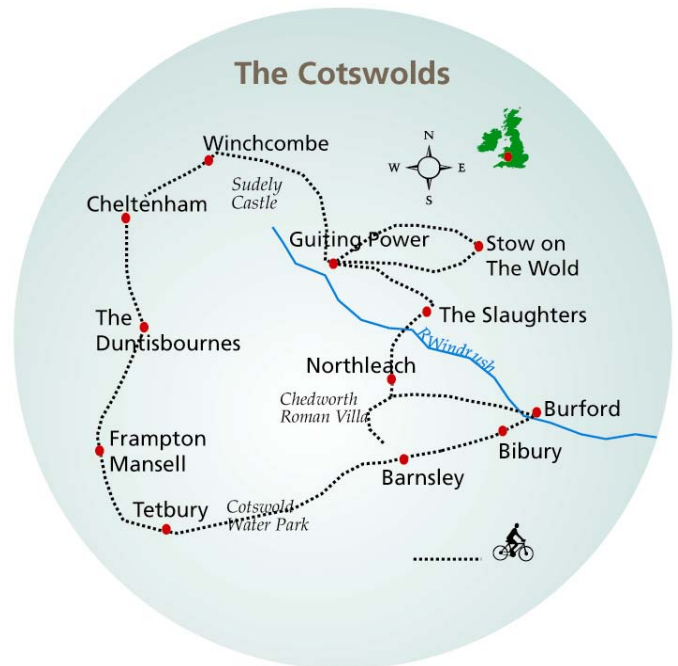 The Cotswolds
Winchcombe
N
W E
S
Sudely
Castle
Cheltenham
Guiting Power
Stow on
The Wold
The
Duntisbournes
The Slaughters
RWindrush
Northleach
Chedworth
Roman Villa
Burford
Bibury
Frampton
Mansell
Barnsley
Tetbury
Cotswold
Water Park